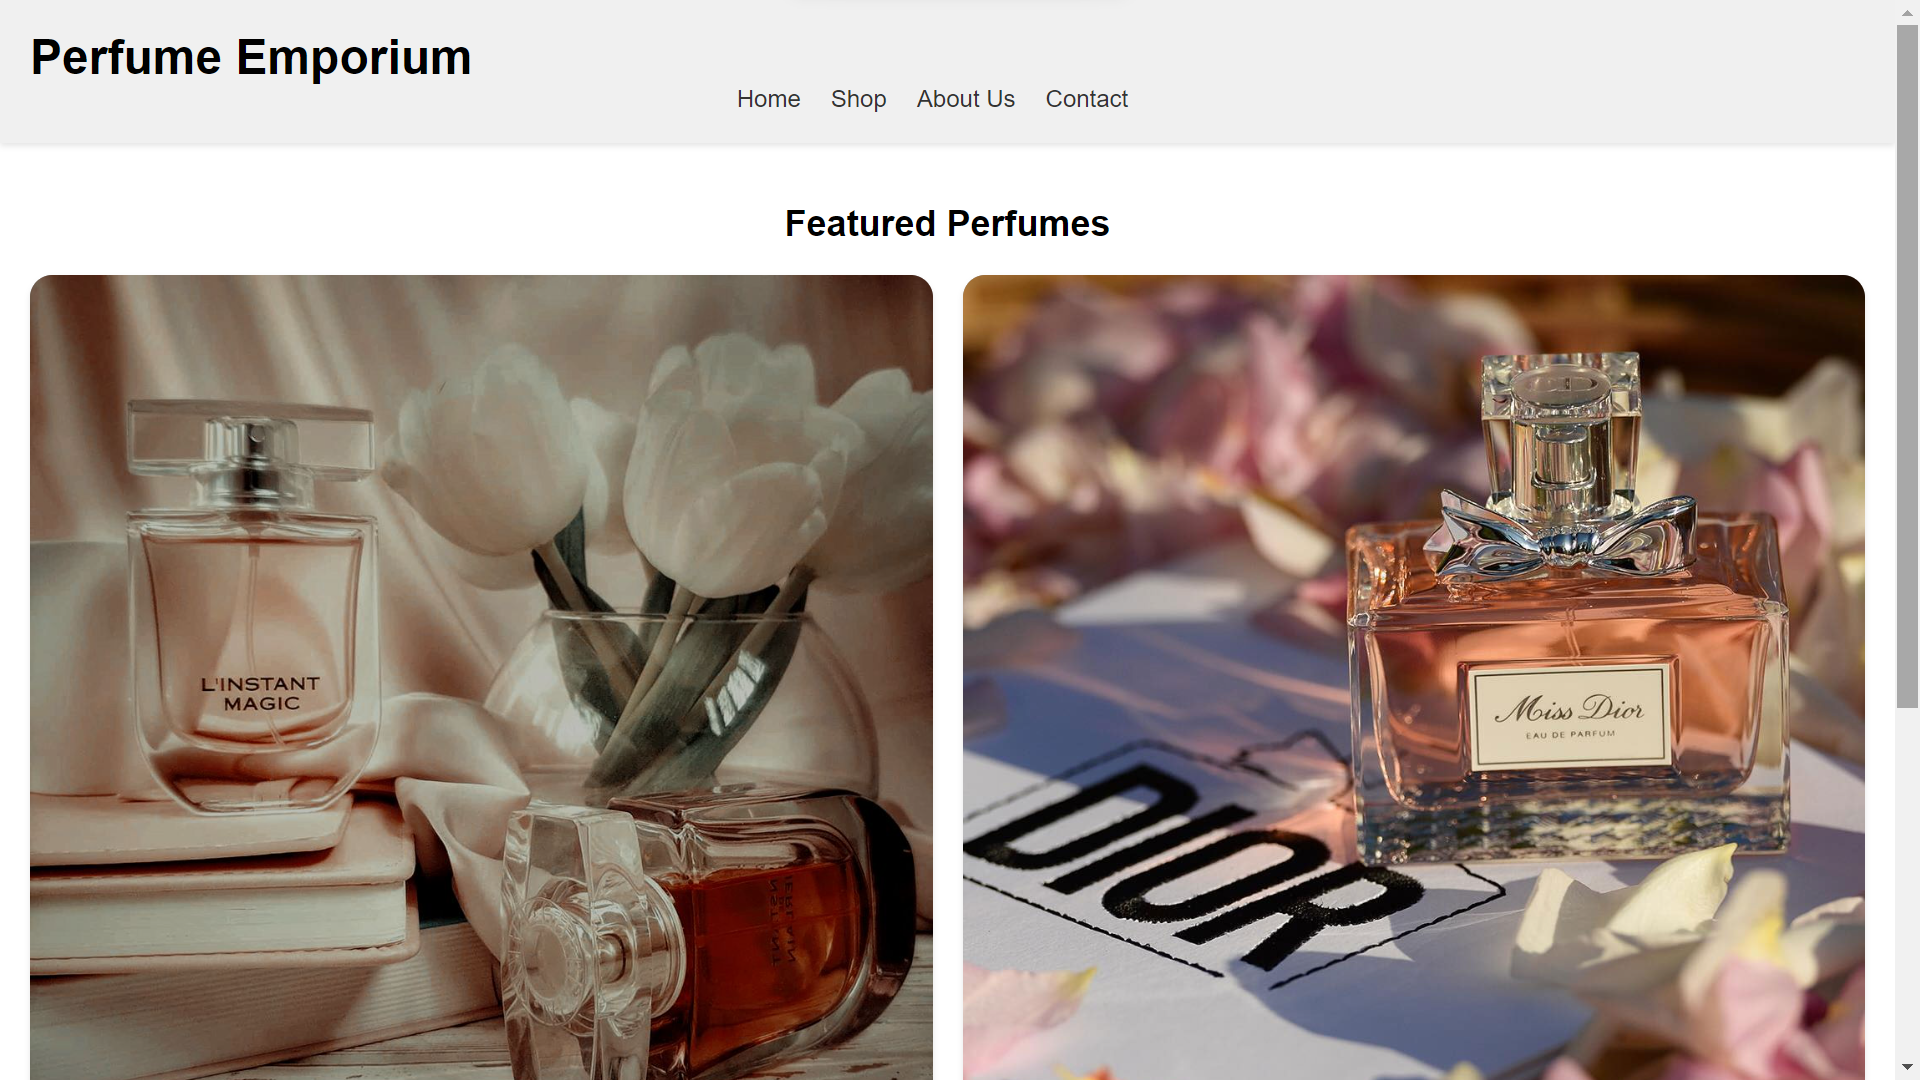 Perfume Emporium
Home Shop About Us Contact
Featured Perfumes
L'INSTANT
MAGIC
Miss Dior
EAU DE PARFUM
DIOR